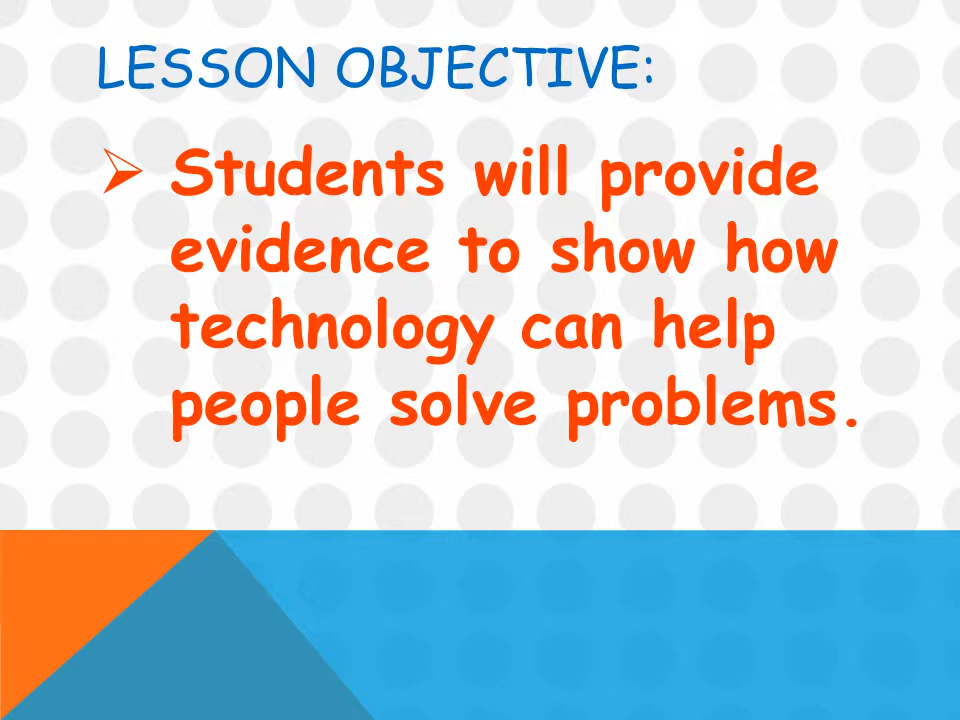 LESSON OBJECTIVE:
➢ Students will provide
evidence to show how
technology can help
people solve problems.